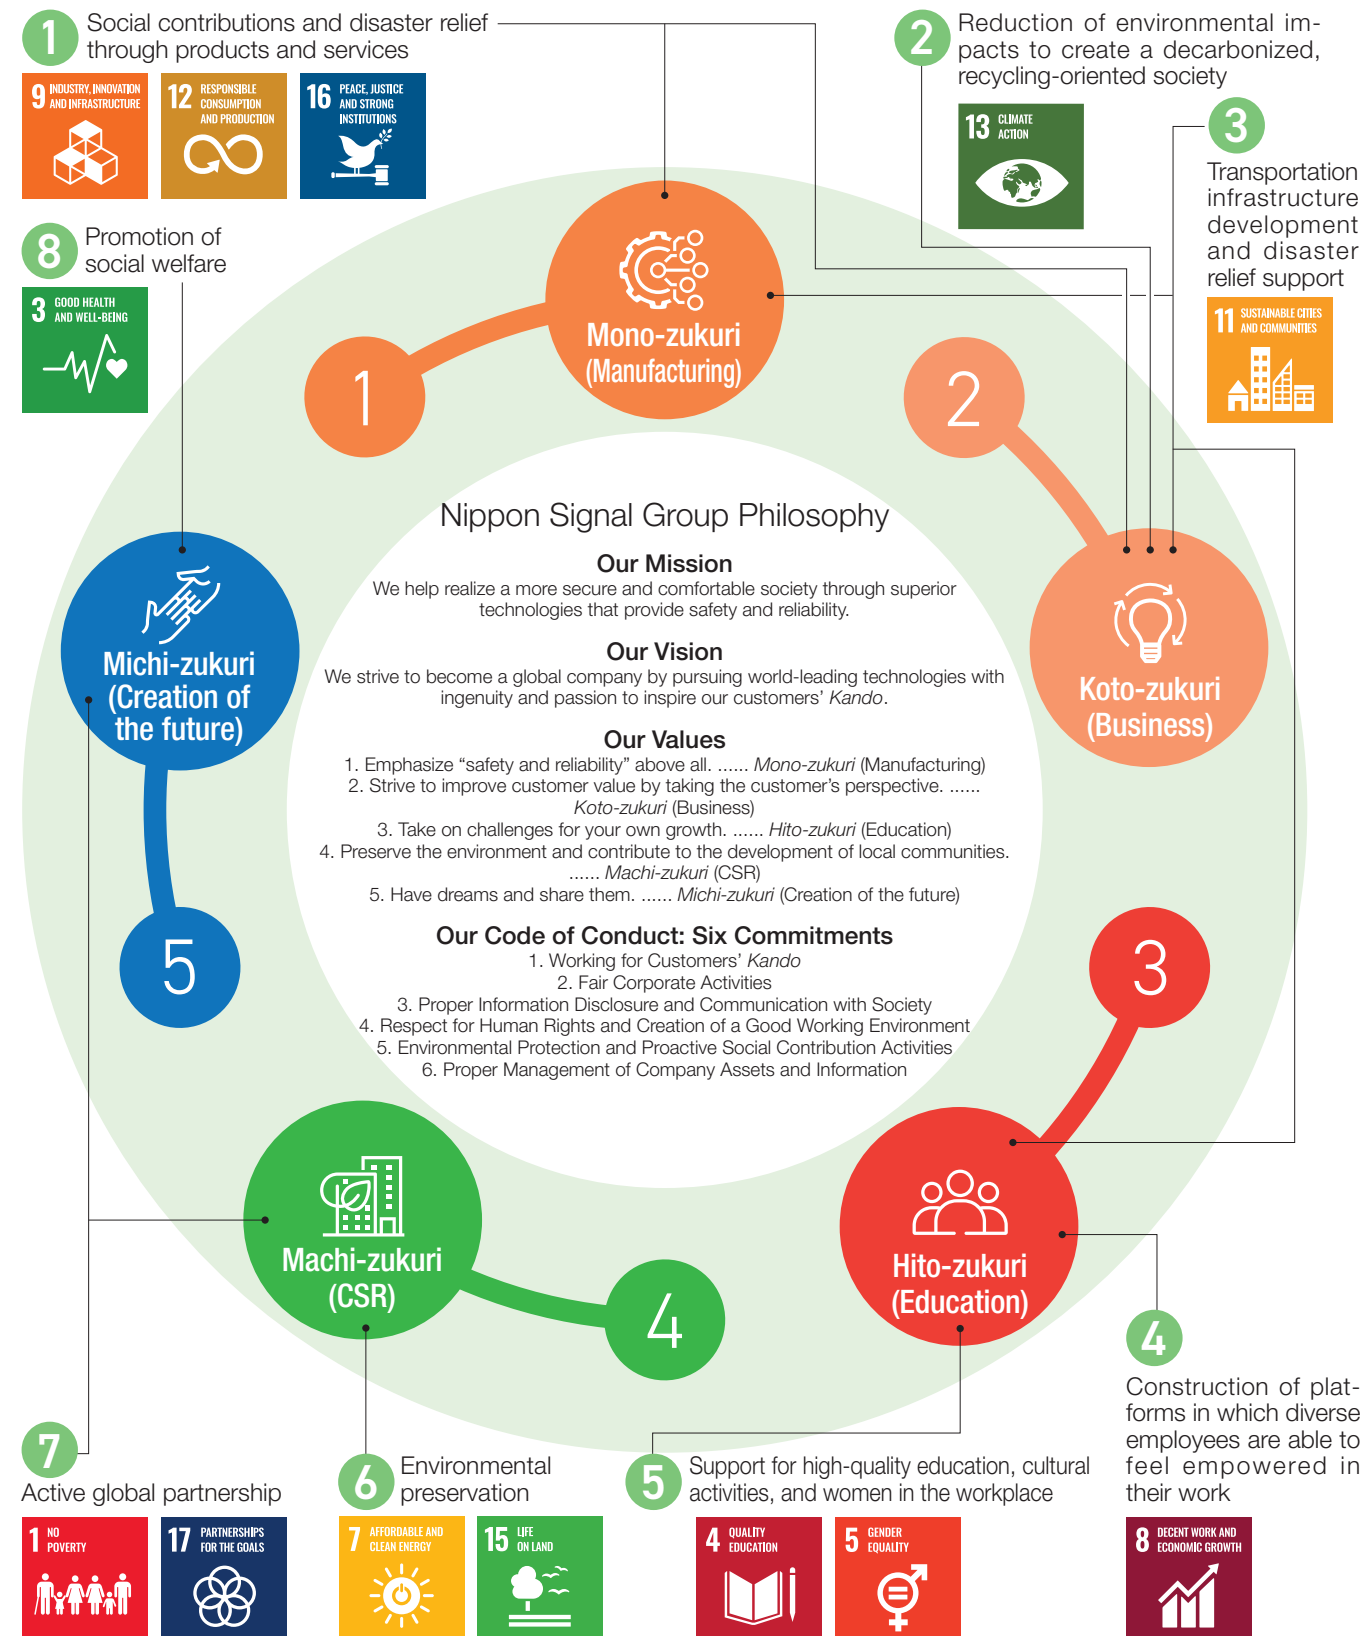 1
Social contributions and disaster relief
through products and services
9 INDUSTRY, INNOVATION
AND INFRASTRUCTURE
12 RESPONSIBLE
CONSUMPTION
AND PRODUCTION
16 PEACE, JUSTICE
AND STRONG
INSTITUTIONS
2
Reduction of environmental im-
pacts to create a decarbonized,
recycling-oriented society
13 CLIMATE
ACTION
3
Transportation
infrastructure
development
and disaster
relief support
11 SUSTAINABLE CITIES
AND COMMUNITIES
8
Promotion of
social welfare
3 GOOD HEALTH
AND WELL-BEING
Mono-zukuri
(Manufacturing)
1
2
Koto-zukuri
(Business)
Michi-zukuri
(Creation of
the future)
5
Nippon Signal Group Philosophy
Our Mission
We help realize a more secure and comfortable society through superior
technologies that provide safety and reliability.
Our Vision
We strive to become a global company by pursuing world-leading technologies with
ingenuity and passion to inspire our customers’ Kando.
Our Values
1. Emphasize “safety and reliability” above all. ...... Mono-zukuri (Manufacturing)
2. Strive to improve customer value by taking the customer’s perspective. ......
Koto-zukuri (Business)
3. Take on challenges for your own growth. ...... Hito-zukuri (Education)
4. Preserve the environment and contribute to the development of local communities.
...... Machi-zukuri (CSR)
5. Have dreams and share them. ...... Michi-zukuri (Creation of the future)
Our Code of Conduct: Six Commitments
1. Working for Customers’ Kando
2. Fair Corporate Activities
3. Proper Information Disclosure and Communication with Society
4. Respect for Human Rights and Creation of a Good Working Environment
5. Environmental Protection and Proactive Social Contribution Activities
6. Proper Management of Company Assets and Information
3
Hito-zukuri
(Education)
Machi-zukuri
(CSR)
4
4
Construction of plat-
forms in which diverse
employees are able to
feel empowered in
their work
8 DECENT WORK AND
ECONOMIC GROWTH
7
Active global partnership
1 NO
POVERTY
17 PARTNERSHIPS
FOR THE GOALS
6
Environmental
preservation
7 AFFORDABLE AND
CLEAN ENERGY
15 LIFE
ON LAND
5
Support for high-quality education, cultural
activities, and women in the workplace
4 QUALITY
EDUCATION
5 GENDER
EQUALITY